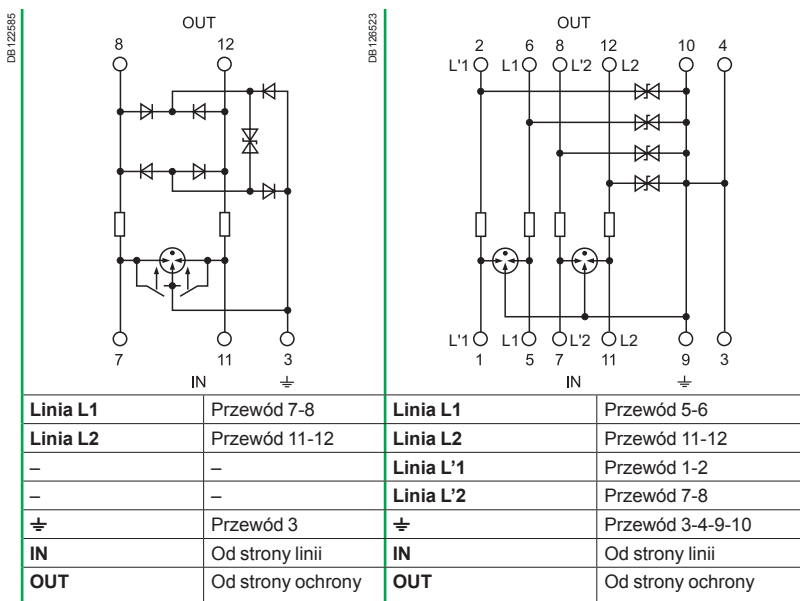 DB122585
OUT
8 12
7 11 3
IN
DB126523
OUT
2 6 8 12 10 4
L'1 L1 L'2 L2
L'1 L1 L'2 L2
1 5 7 11 9 3
IN
Linia L1 Przewód 7-8 Linia L1 Przewód 5-6
Linia L2 Przewód 11-12 Linia L2 Przewód 11-12
– – Linia L'1 Przewód 1-2
– – Linia L'2 Przewód 7-8
⏚ Przewód 3 ⏚ Przewód 3-4-9-10
IN Od strony linii IN Od strony linii
OUT Od strony ochrony OUT Od strony ochrony